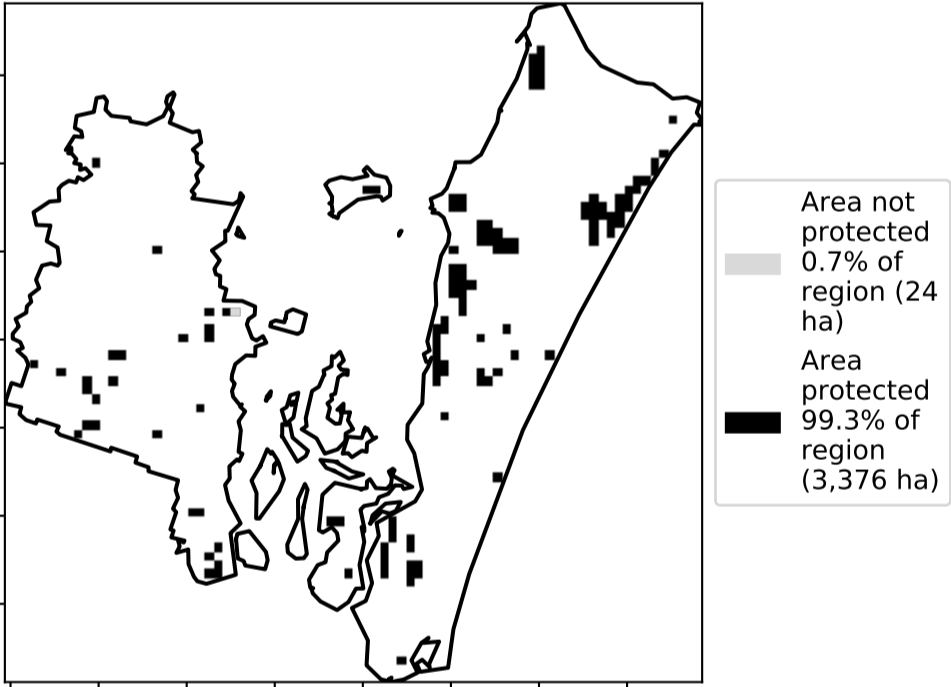 Area not
protected
0.7% of
region (24
ha)
Area
protected
99.3% of
region
(3,376 ha)